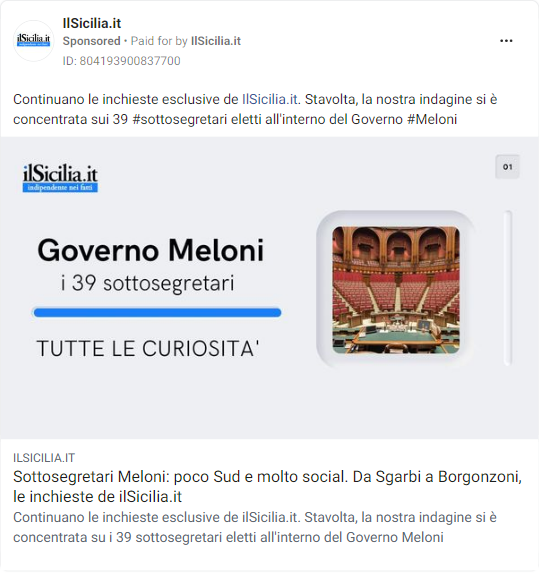 IlSicilia.it
Sponsored • Paid for by IlSicilia.it
ID: 804193900837700
Continuano le inchieste esclusive de IlSicilia.it. Stavolta, la nostra indagine si è
concentrata sui 39 #sottosegretari eletti all'interno del Governo #Meloni
ilSicilia.it
indipendente nei fatti
01
Governo Meloni
i 39 sottosegretari
TUTTE LE CURIOSITA'
ILSICILIA.IT
Sottosegretari Meloni: poco Sud e molto social. Da Sgarbi a Borgonzoni,
le inchieste de ilSicilia.it
Continuano le inchieste esclusive de ilSicilia.it. Stavolta, la nostra indagine si è
concentrata su i 39 sottosegretari eletti all'interno del Governo Meloni